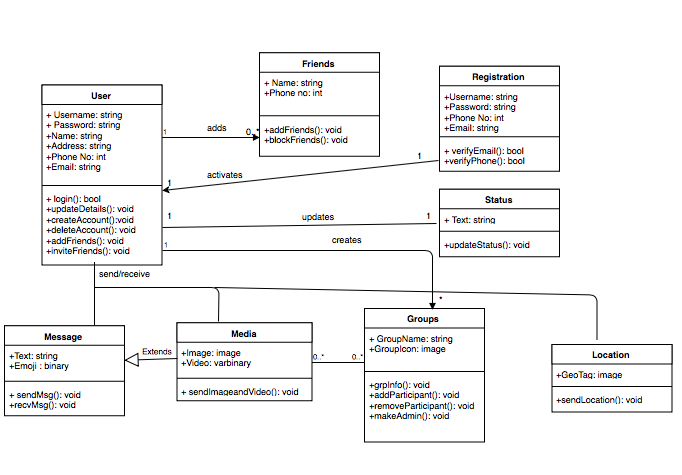 Friends
+ Name: string
+Phone no: int
+addFriends(): void
+blockFriends(): void
Registration
+Username: string
+Password: string
+Phone No: int
+Email: string
+ verifyEmail(): bool
+verifyPhone(): bool
User
+ Username: string
+ Password: string
+Name: string
+Address: string
+Phone No: int
+Email: string
+ login(): bool
+updateDetails(): void
+createAccount():void
+deleteAccount(): void
+addFriends(): void
+inviteFriends(): void
1
adds
0..*
1
activates
1
Status
+ Text: string
+updateStatus(): void
1
updates
1
1
creates
*
send/receive
Message
+Text: string
+Emoji : binary
+ sendMsg(): void
+recvMsg(): void
Extends
Media
+Image: image
+Video: varbinary
+ sendImageandVideo(): void
0..*
0..*
Groups
+ GroupName: string
+GroupIcon: image
+grpInfo(): void
+addParticipant(): void
+removeParticipant(): void
+makeAdmin(): void
Location
+GeoTag: image
+sendLocation(): void